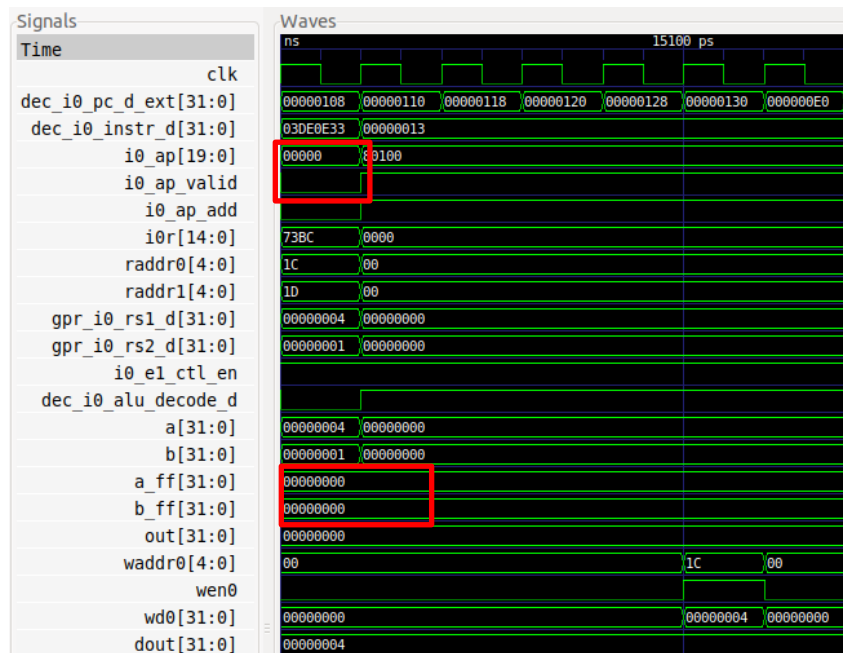 Signals Waves
Time ns 15100 ps
clk
dec_i0_pc_d_ext[31:0] 00000108 00000110 00000118 00000120 00000128 00000130 000000E0
dec_i0_instr_d[31:0] 03DE0E33 00000013
i0_ap[19:0] 00000 80100
i0_ap_valid
i0_ap_add
i0r[14:0] 73BC 0000
raddr0[4:0] 1C 00
raddr1[4:0] 1D 00
gpr_i0_rs1_d[31:0] 00000004 00000000
gpr_i0_rs2_d[31:0] 00000001 00000000
i0_e1_ctl_en
dec_i0_alu_decode_d
a[31:0] 00000004 00000000
b[31:0] 00000001 00000000
a_ff[31:0] 00000000
b_ff[31:0] 00000000
out[31:0] 00000000
waddr0[4:0] 00 1C 00
wen0
wd0[31:0] 00000000 00000004 00000000
dout[31:0] 00000004